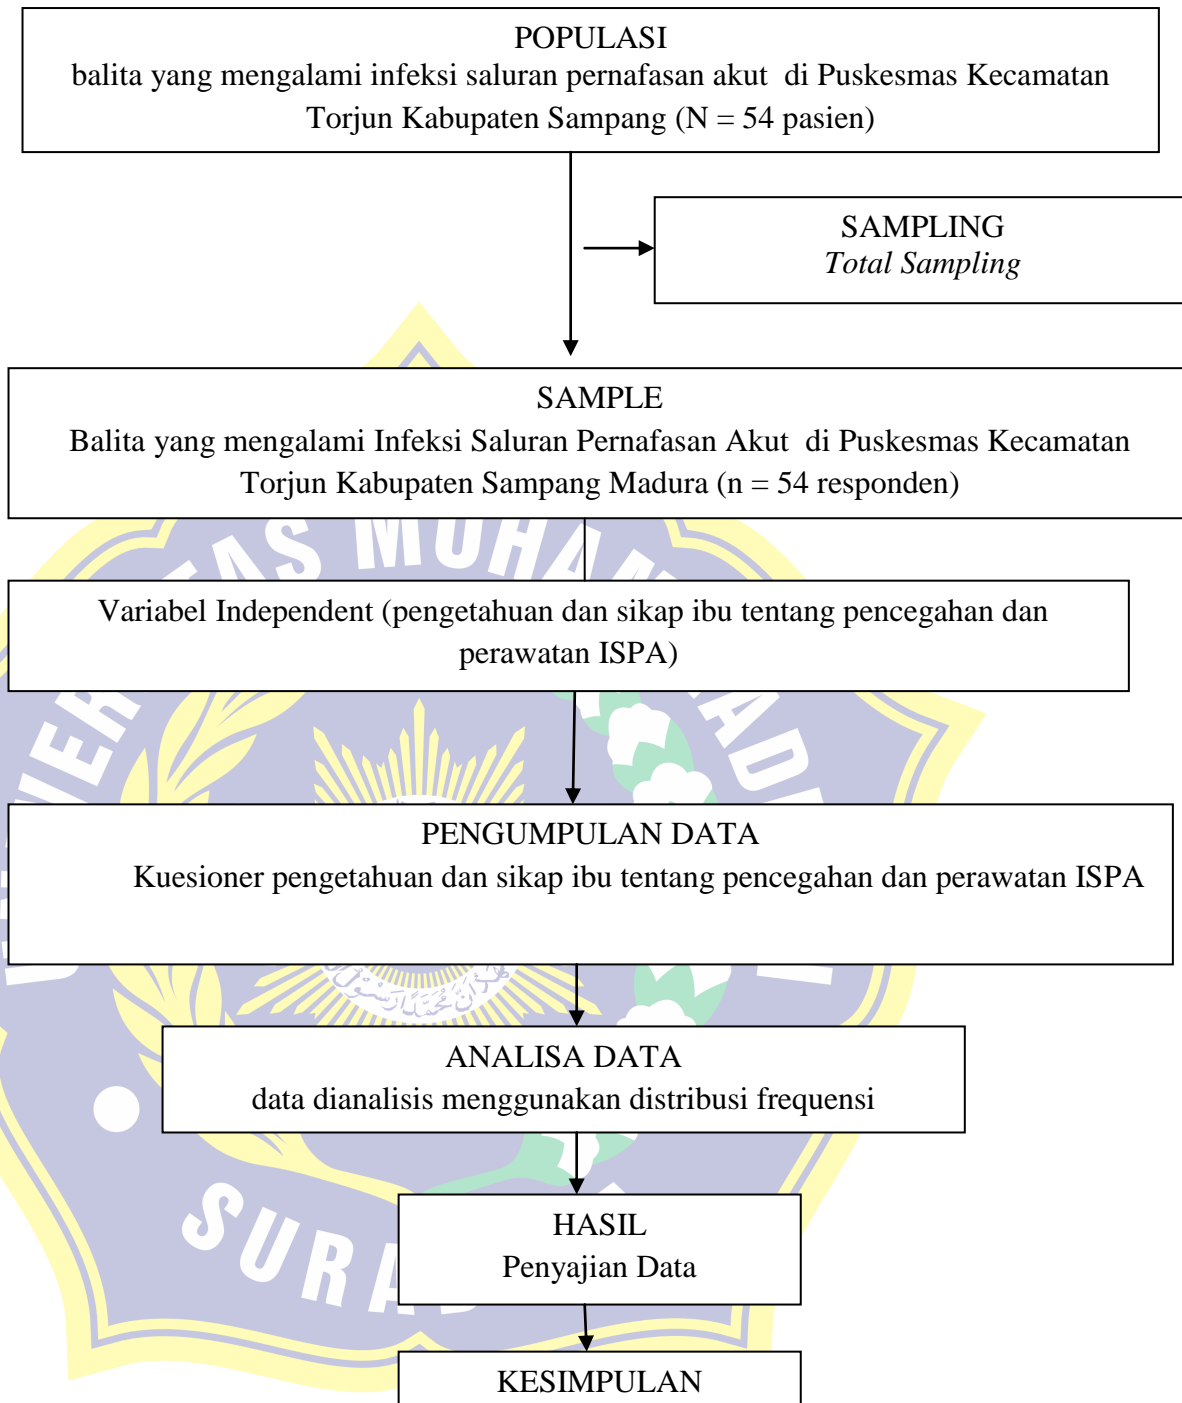 POPULASI
balita yang mengalami infeksi saluran pernafasan akut di Puskesmas Kecamatan
Torjun Kabupaten Sampang (N = 54 pasien)
SAMPLING
Total Sampling
SAMPLE
Balita yang mengalami Infeksi Saluran Pernafasan Akut di Puskesmas Kecamatan
Torjun Kabupaten Sampang Madura (n = 54 responden)
Variabel Independent (pengetahuan dan sikap ibu tentang pencegahan dan
perawatan ISPA)
PENGUMPULAN DATA
Kuesioner pengetahuan dan sikap ibu tentang pencegahan dan perawatan ISPA
ANALISA DATA
data dianalisis menggunakan distribusi frequensi
HASIL
Penyajian Data
KESIMPULAN